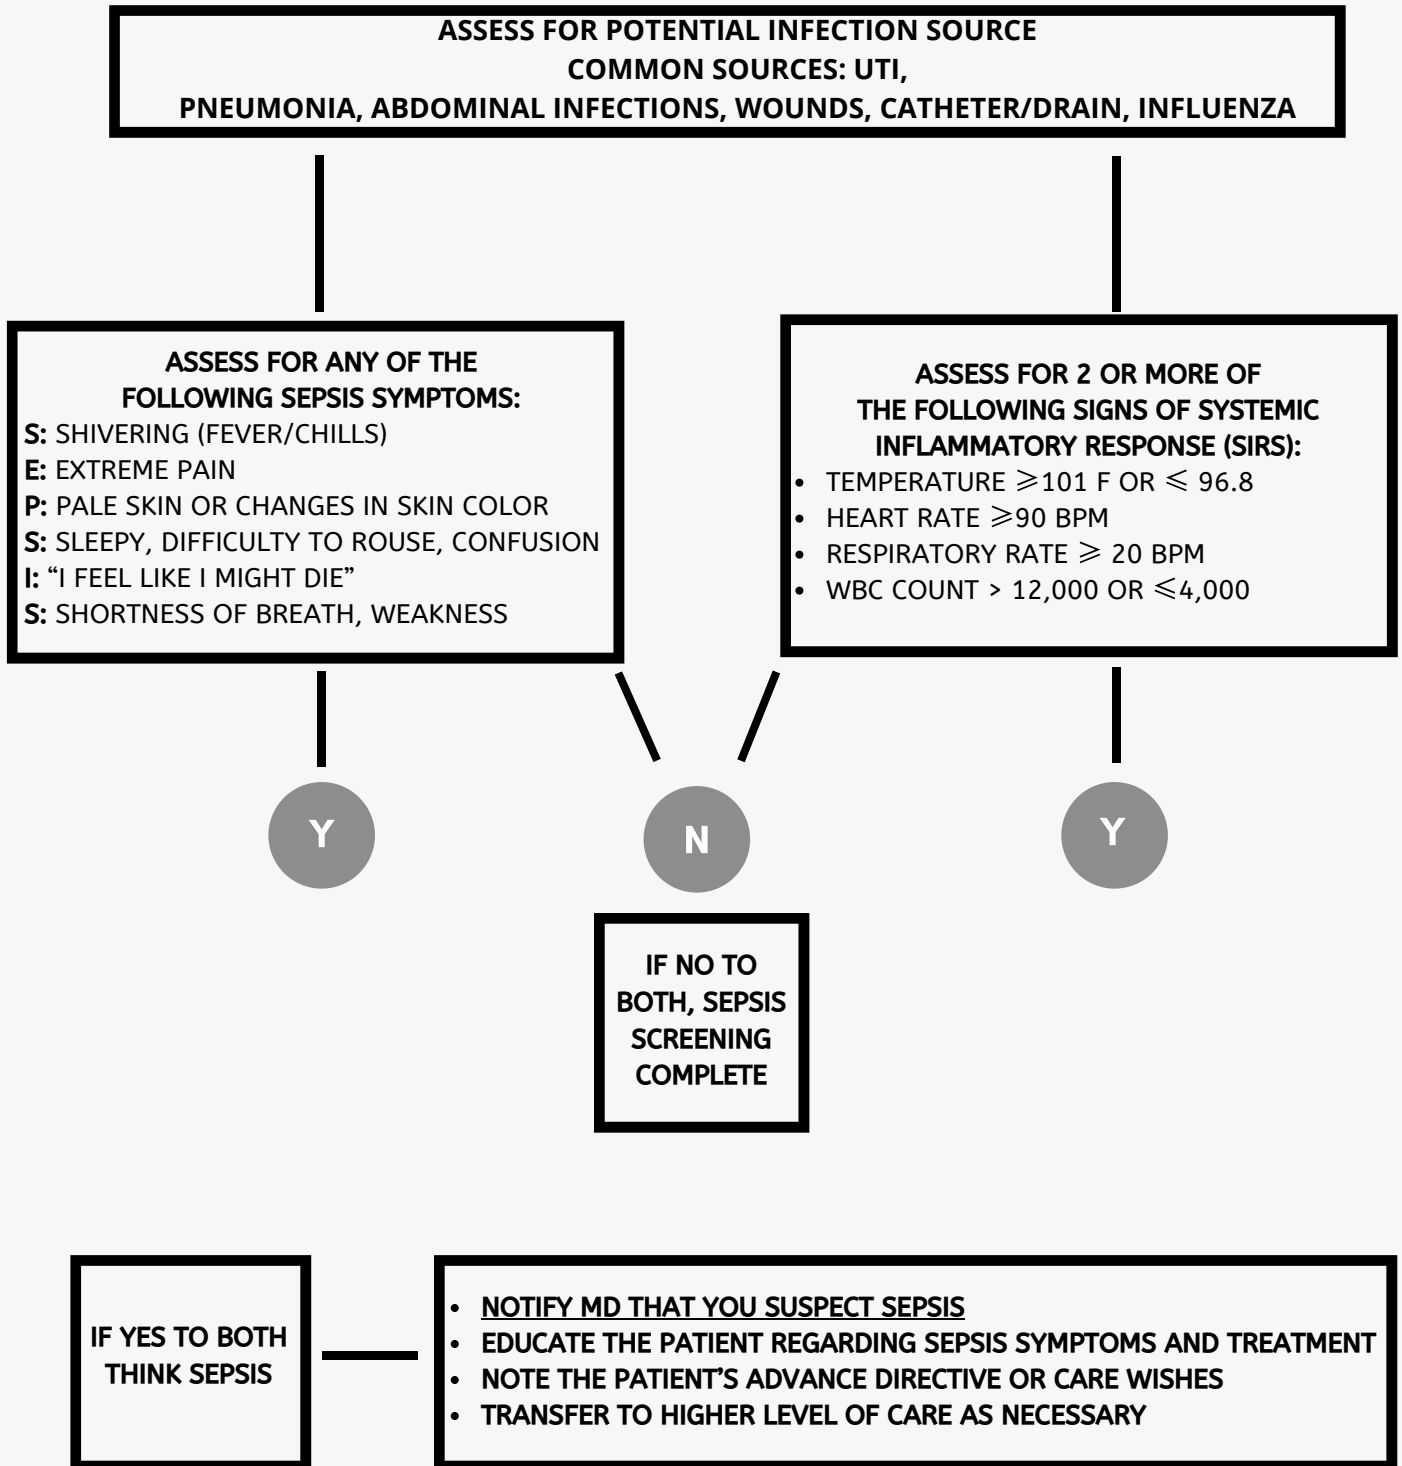 ASSESS FOR POTENTIAL INFECTION SOURCE
COMMON SOURCES: UTI,
PNEUMONIA, ABDOMINAL INFECTIONS, WOUNDS, CATHETER/DRAIN, INFLUENZA
ASSESS FOR ANY OF THE
FOLLOWING SEPSIS SYMPTOMS:
S: SHIVERING (FEVER/CHILLS)
E: EXTREME PAIN
P: PALE SKIN OR CHANGES IN SKIN COLOR
S: SLEEPY, DIFFICULTY TO ROUSE, CONFUSION
I: “I FEEL LIKE I MIGHT DIE”
S: SHORTNESS OF BREATH, WEAKNESS
ASSESS FOR 2 OR MORE OF
THE FOLLOWING SIGNS OF SYSTEMIC
INFLAMMATORY RESPONSE (SIRS):
• TEMPERATURE ⩾101 F OR ⩽ 96.8
• HEART RATE ⩾90 BPM
• RESPIRATORY RATE ⩾ 20 BPM
• WBC COUNT > 12,000 OR ⩽4,000
Y
N
Y
IF NO TO
BOTH, SEPSIS
SCREENING
COMPLETE
IF YES TO BOTH
THINK SEPSIS
• NOTIFY MD THAT YOU SUSPECT SEPSIS
• EDUCATE THE PATIENT REGARDING SEPSIS SYMPTOMS AND TREATMENT
• NOTE THE PATIENT’S ADVANCE DIRECTIVE OR CARE WISHES
• TRANSFER TO HIGHER LEVEL OF CARE AS NECESSARY